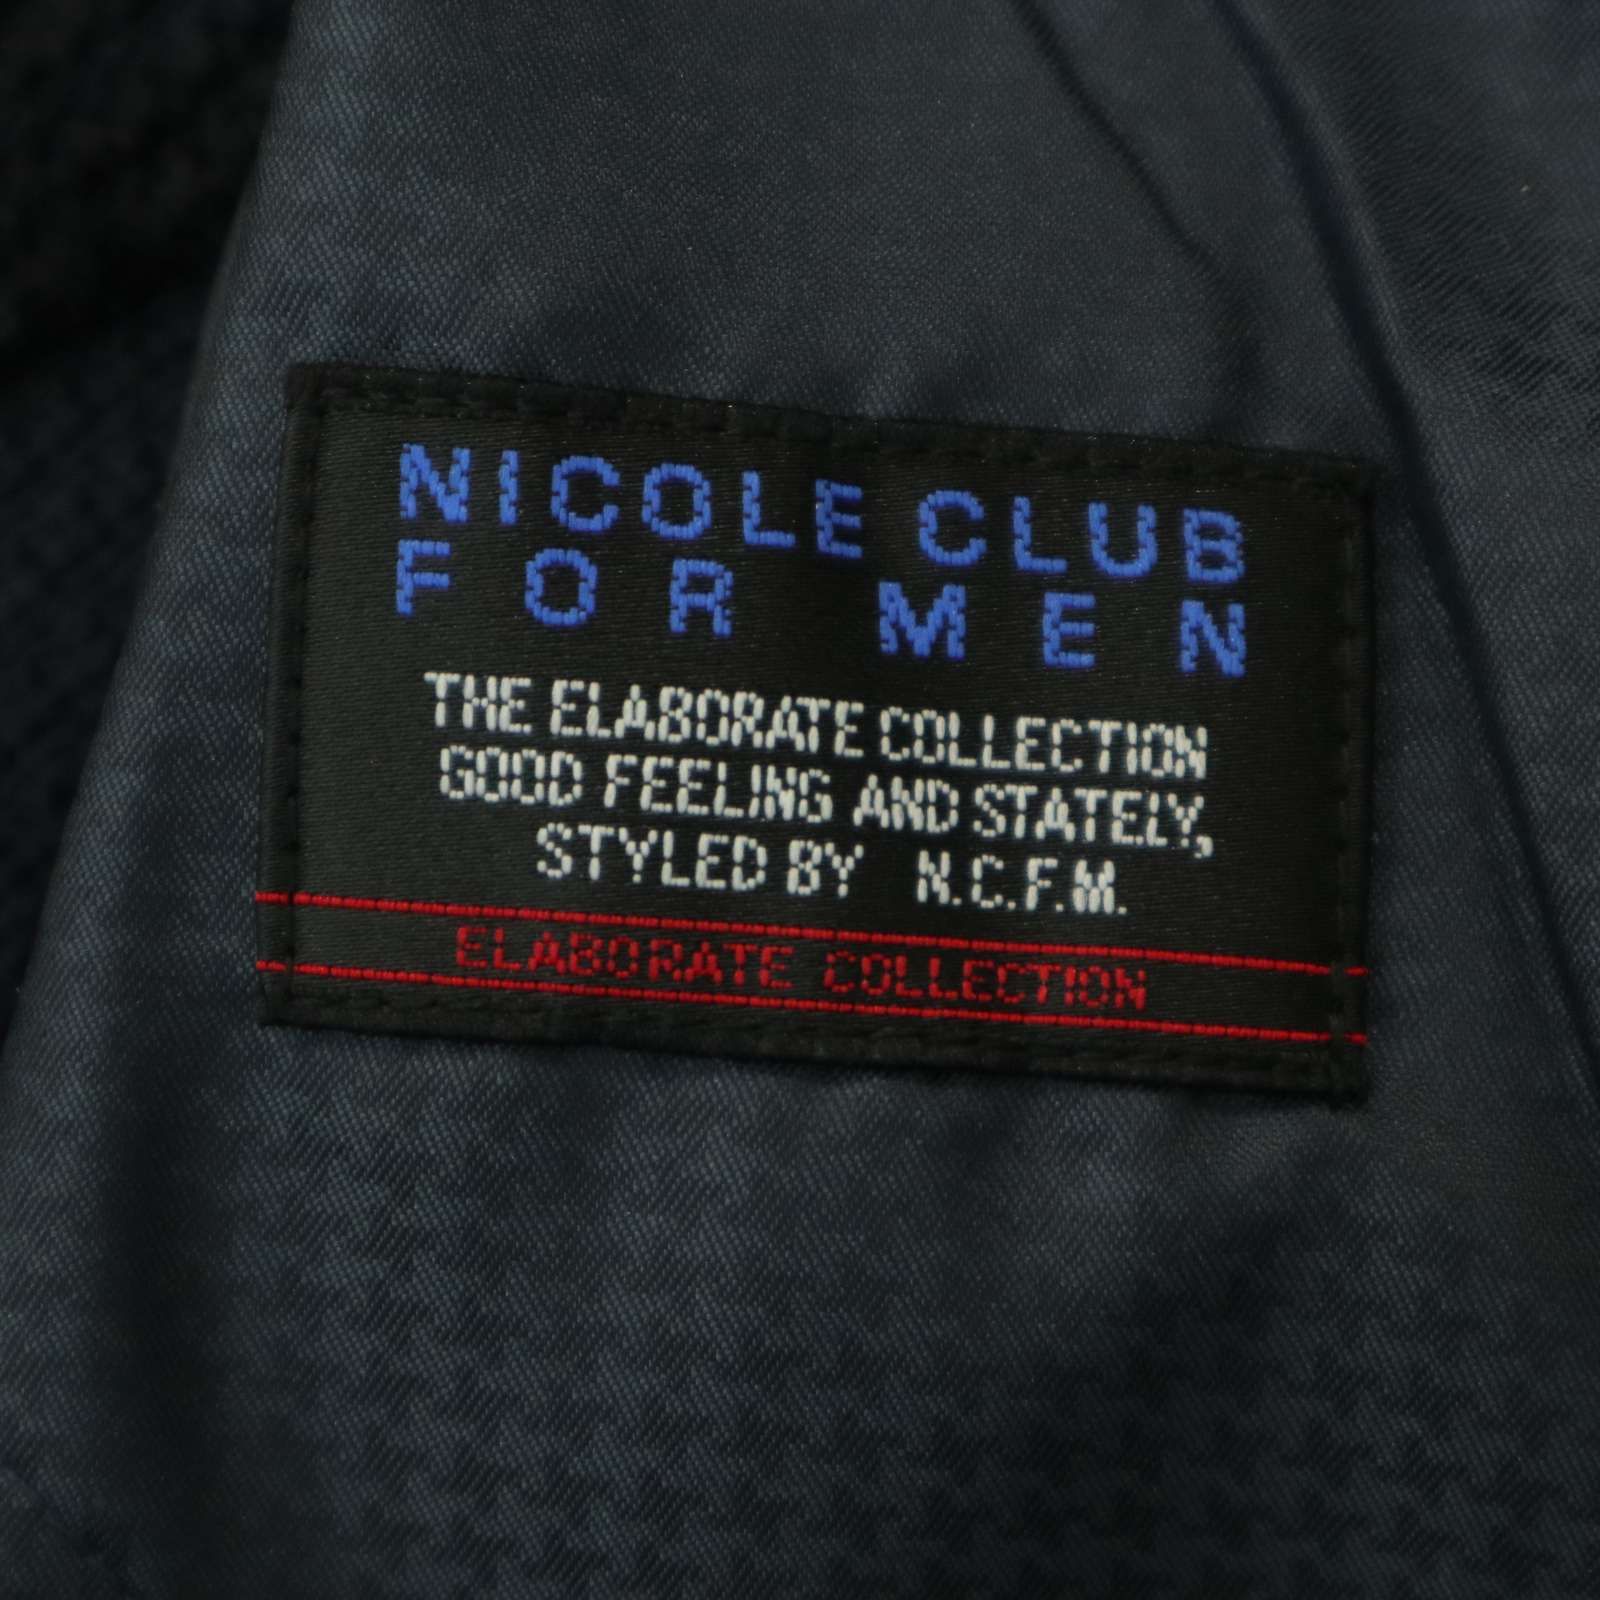 NICOLE CLUB
FOR MEN
THE ELABORATE COLLECTION
GOOD FEELING AND STATELY,
STYLED BY N.C.F.M.
ELABORATE COLLECTION